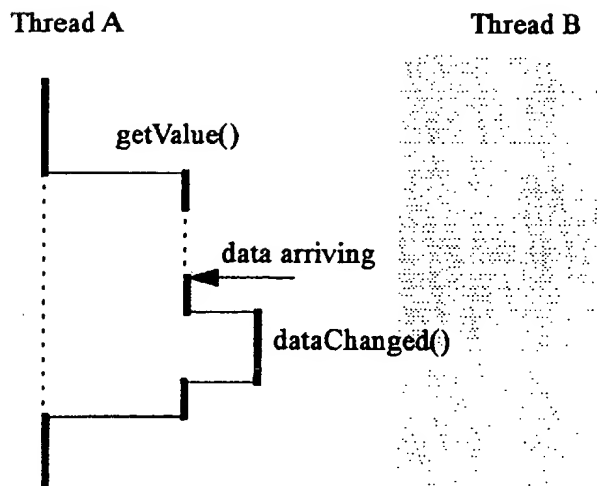 Thread A
Thread B
getValue()
data arriving
dataChanged()